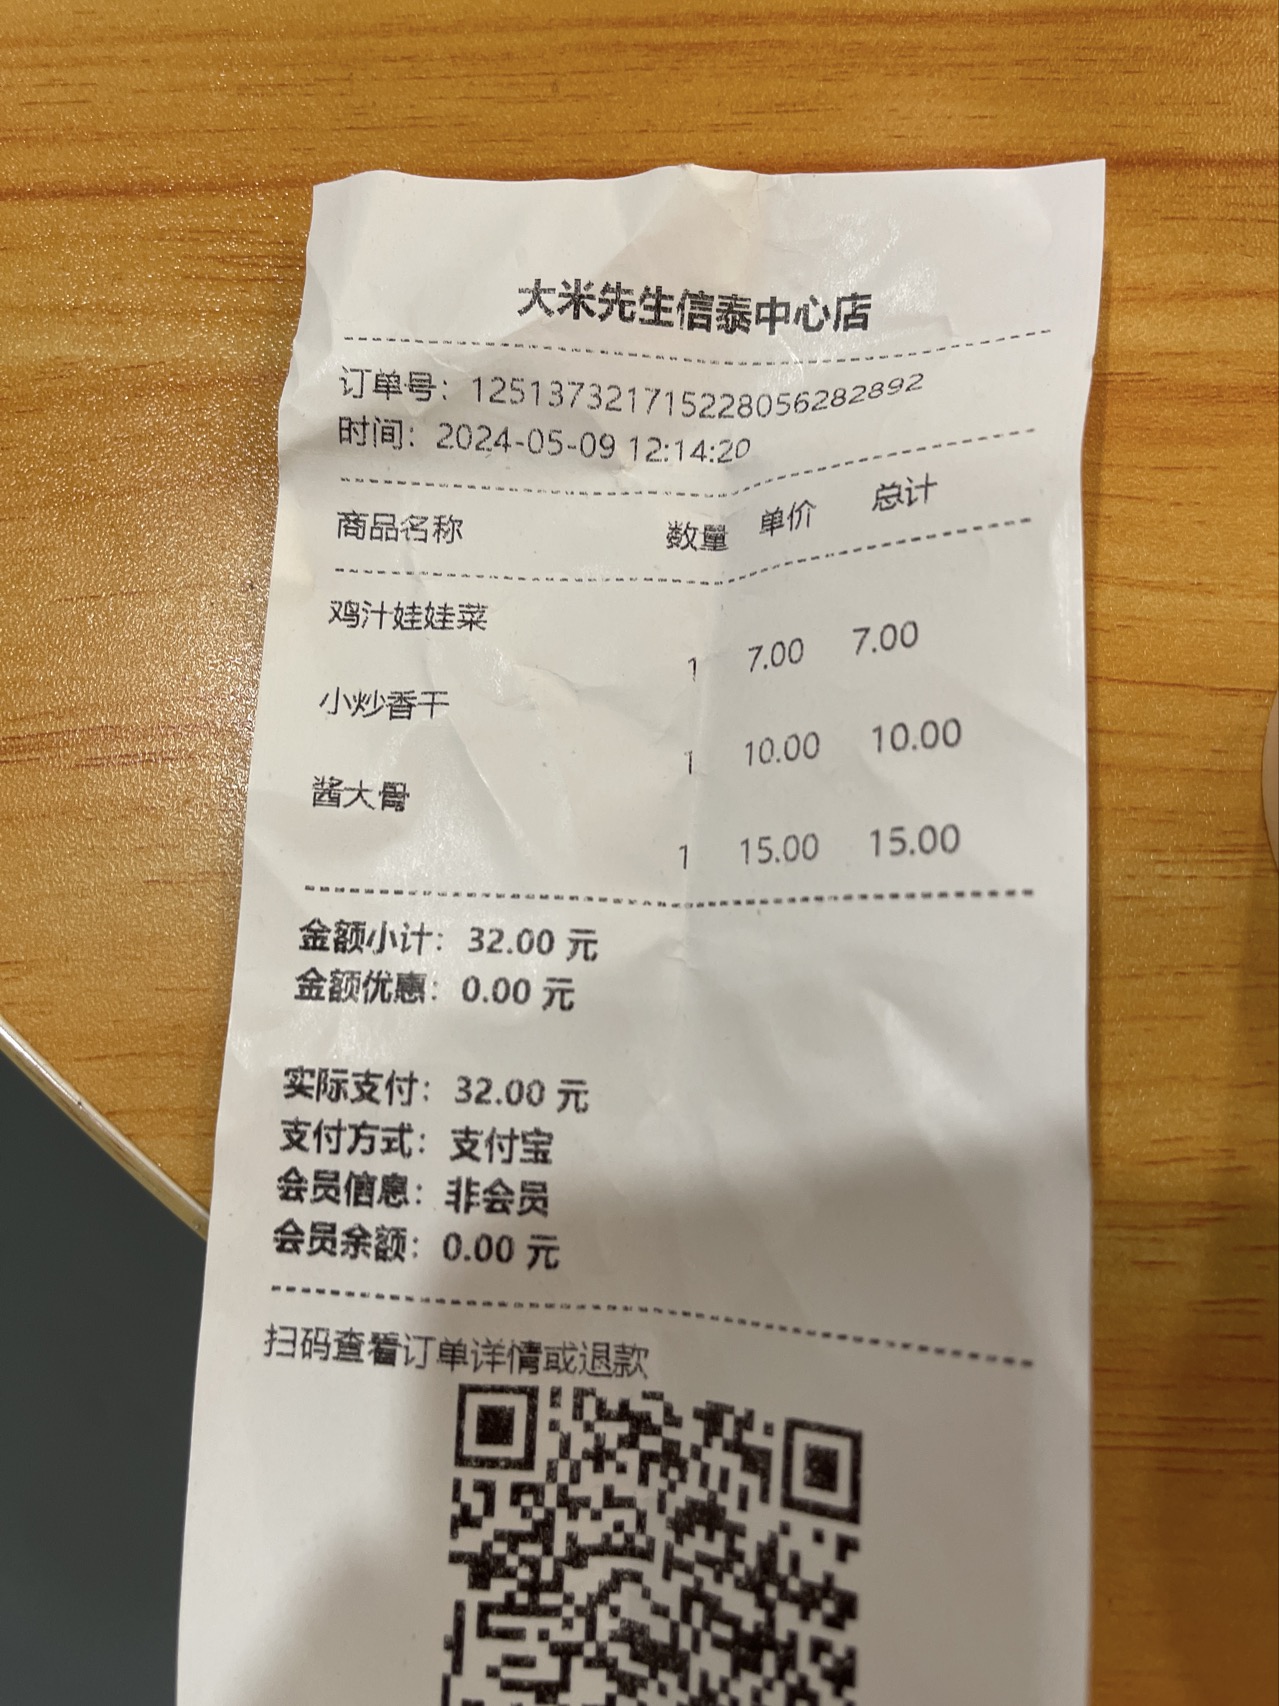 大米先生信泰中心店
订单号：125137321715228056282892
时间：2024-05-09 12:14:20
商品名称 数量 单价 总计
鸡汁娃娃菜
1 7.00 7.00
小炒香干
1 10.00 10.00
酱大骨
1 15.00 15.00
金额小计：32.00 元
金额优惠：0.00 元
实际支付：32.00 元
支付方式：支付宝
会员信息：非会员
会员余额：0.00 元
扫码查看订单详情或退款